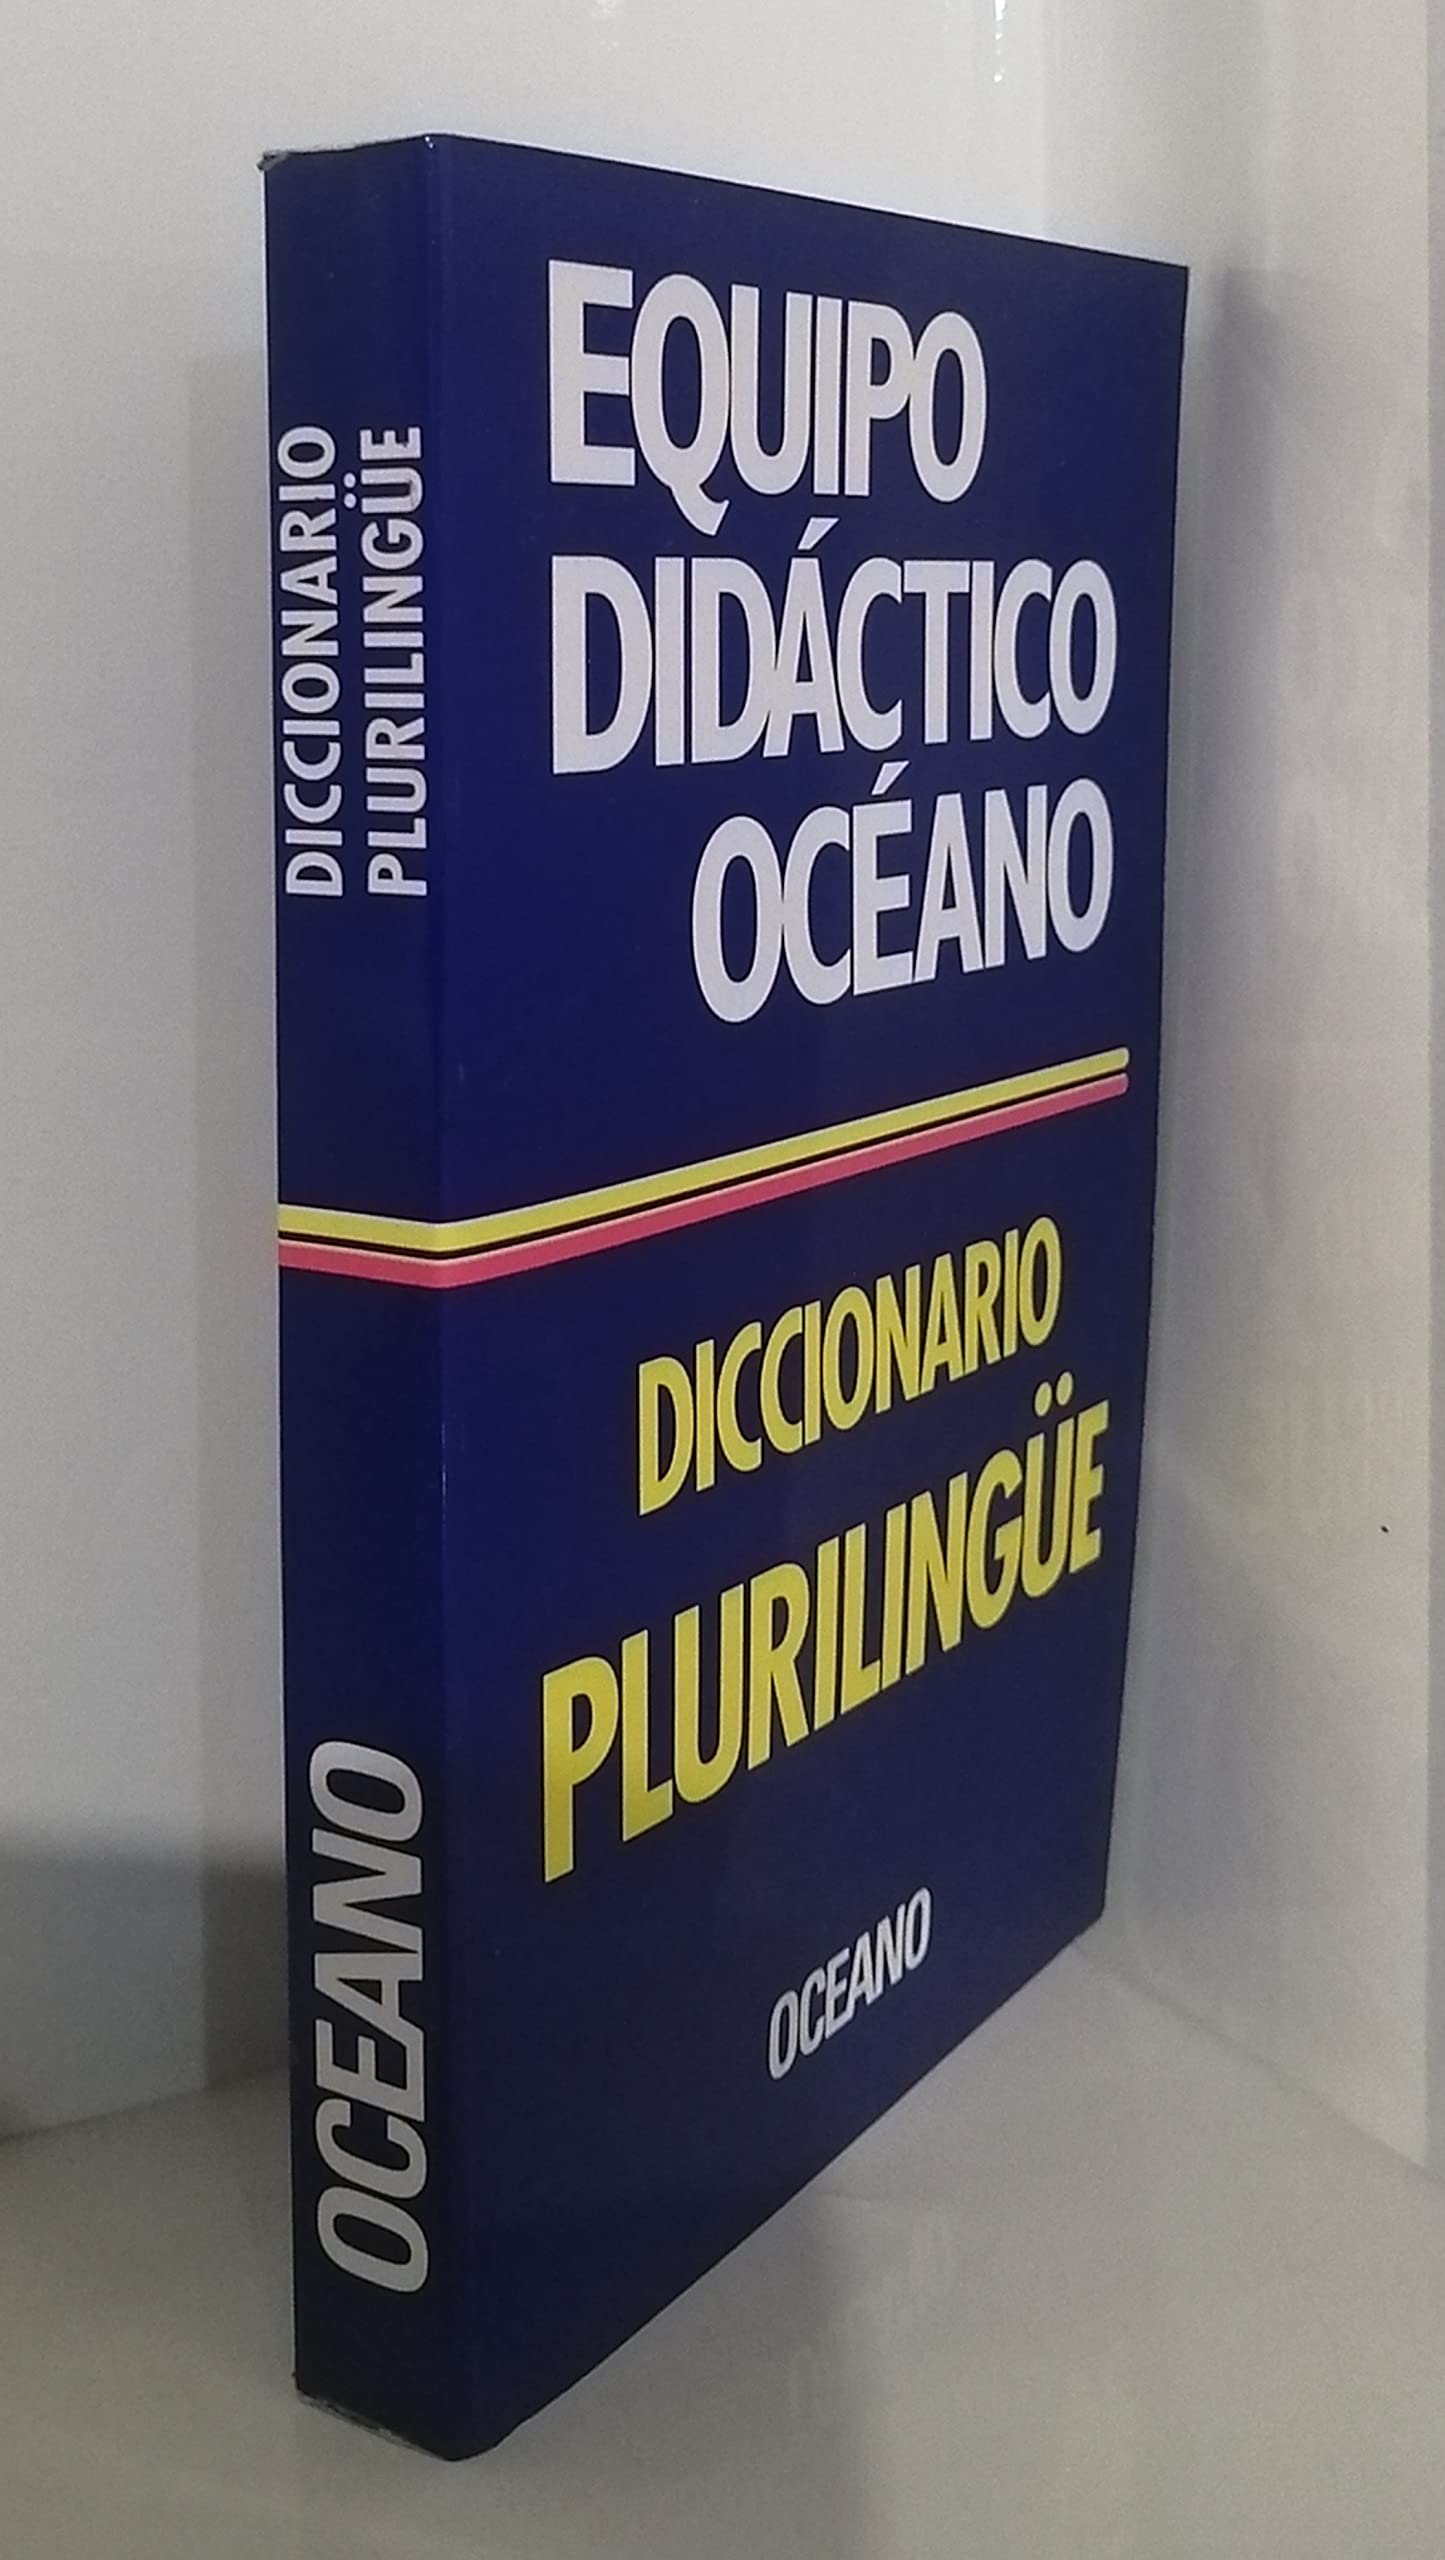 DICCIONARIO
PLURILINGÜE
OCEANO
EQUIPO
DIDÁCTICO
OCÉANO
DICCIONARIO
PLURILINGÜE
OCEANO